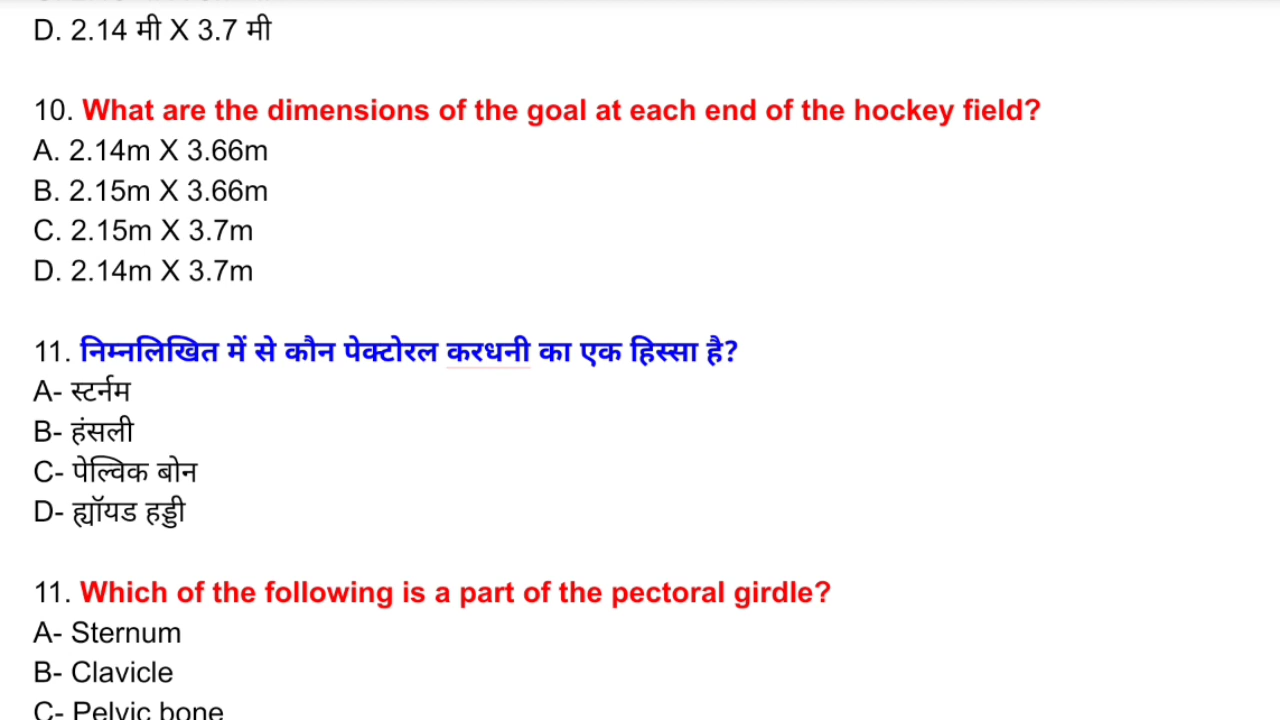 D. 2.14 मी X 3.7 मी
10. What are the dimensions of the goal at each end of the hockey field?
A. 2.14m X 3.66m
B. 2.15m X 3.66m
C. 2.15m X 3.7m
D. 2.14m X 3.7m
11. निम्नलिखित में से कौन पेक्टोरल करधनी का एक हिस्सा है?
A- स्टर्नम
B- हंसली
C- पेल्विक बोन
D- ह्यॉयड हड्डी
11. Which of the following is a part of the pectoral girdle?
A- Sternum
B- Clavicle
C- Pelvic bone